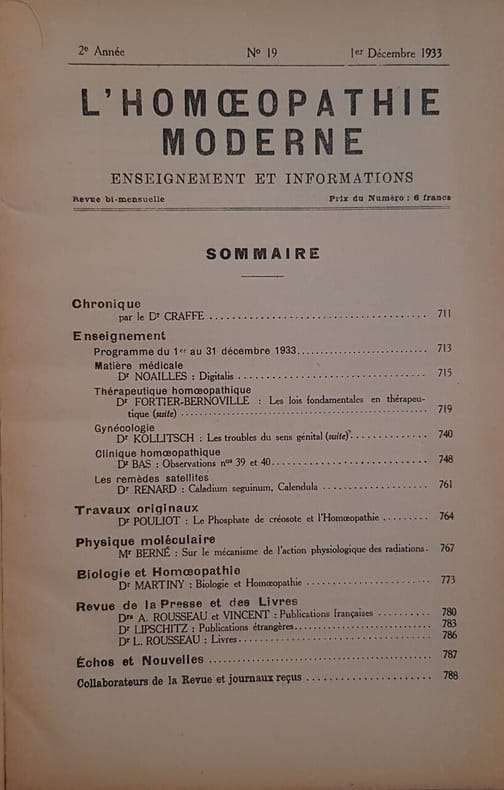 2e Année No 19 1er Décembre 1933
L'HOMŒOPATHIE
MODERNE
ENSEIGNEMENT ET INFORMATIONS
Revue bi-mensuelle Prix du Numéro : 6 francs
SOMMAIRE
Chronique
par le Dr CRAFFE ........................................ 711
Enseignement
Programme du 1er au 31 décembre 1933............................ 713
Matière médicale
Dr NOAILLES : Digitalis ........................................ 715
Thérapeutique homœopathique
Dr FORTIER-BERNOVILLE : Les lois fondamentales en thérapeu-
tique (suite) ........................................ 719
Gynécologie
Dr KOLLITSCH : Les troubles du sens génital (suite)............... 740
Clinique homœopathique
Dr BAS : Observations nos 39 et 40............................... 748
Les remèdes satellites
Dr RENARD : Caladium seguinum, Calendula .................... 761
Travaux originaux
Dr POULIOT : Le Phosphate de créosote et l'Homœopathie ......... 764
Physique moléculaire
Mr BERNÉ : Sur le mécanisme de l'action physiologique des radiations. 767
Biologie et Homœopathie
Dr MARTINY : Biologie et Homœopathie ........................ 773
Revue de la Presse et des Livres
Drs A. ROUSSEAU et VINCENT : Publications françaises .......... 780
Dr LIPSCHITZ : Publications étrangères.......................... 783
Dr L. ROUSSEAU : Livres........................................ 786
Échos et Nouvelles ........................................ 787
Collaborateurs de la Revue et journaux reçus ...................... 788